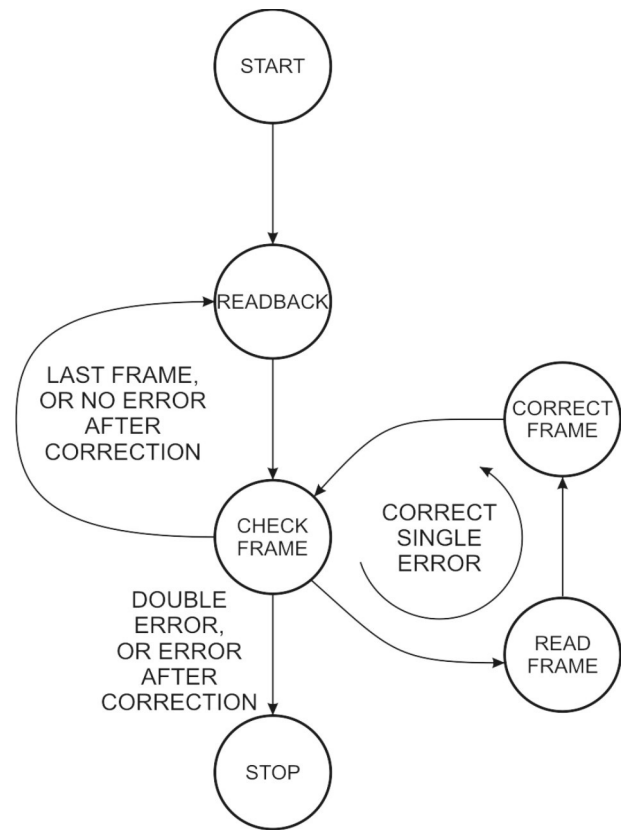 START
READBACK
LAST FRAME,
OR NO ERROR
AFTER
CORRECTION
CORRECT
FRAME
CHECK
FRAME
CORRECT
SINGLE
ERROR
DOUBLE
ERROR,
OR ERROR
AFTER
CORRECTION
READ
FRAME
STOP